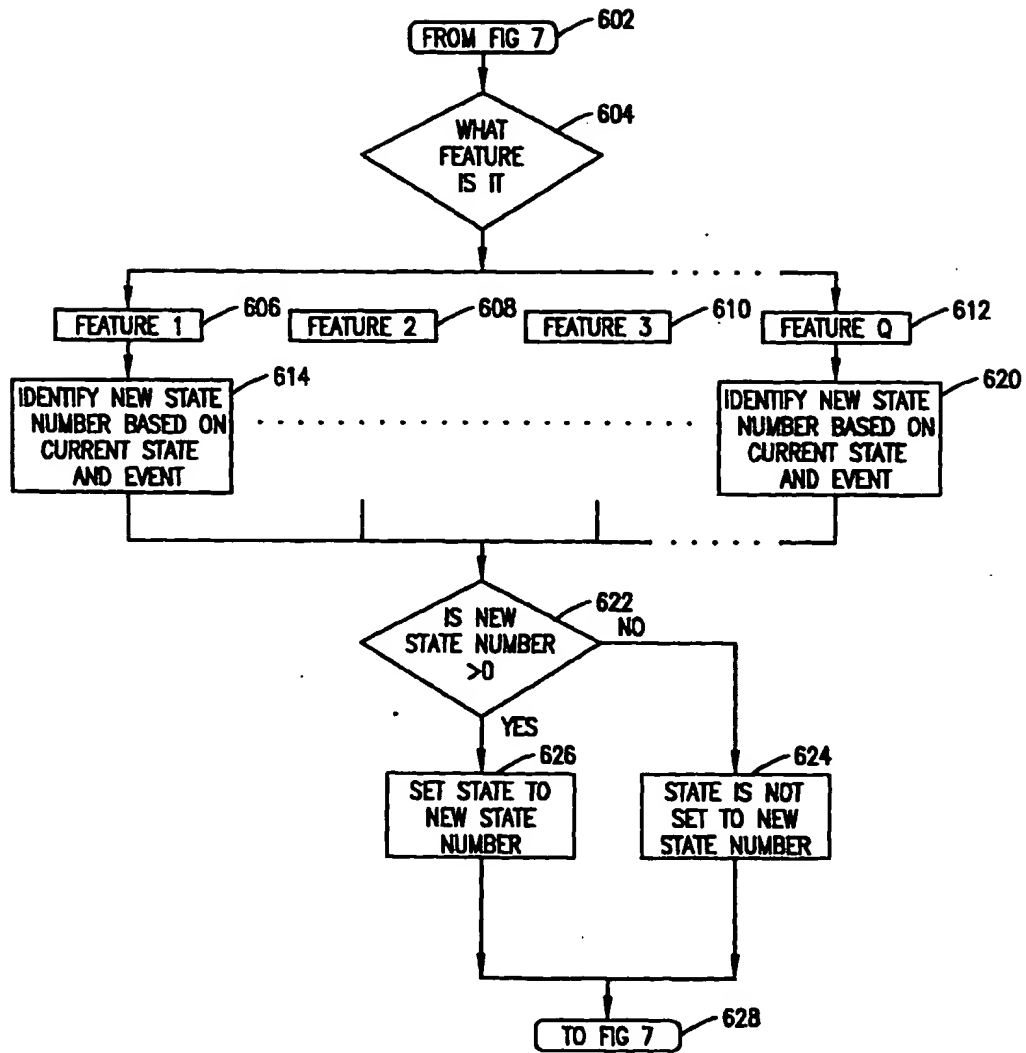 FROM FIG 7
602
WHAT
FEATURE
IS IT
604
FEATURE 1
606
FEATURE 2
608
FEATURE 3
610
FEATURE Q
612
IDENTIFY NEW STATE
NUMBER BASED ON
CURRENT STATE
AND EVENT
614
IDENTIFY NEW STATE
NUMBER BASED ON
CURRENT STATE
AND EVENT
620
IS NEW
STATE NUMBER
>0
622
NO
YES
SET STATE TO
NEW STATE
NUMBER
626
STATE IS NOT
SET TO NEW
STATE NUMBER
624
TO FIG 7
628